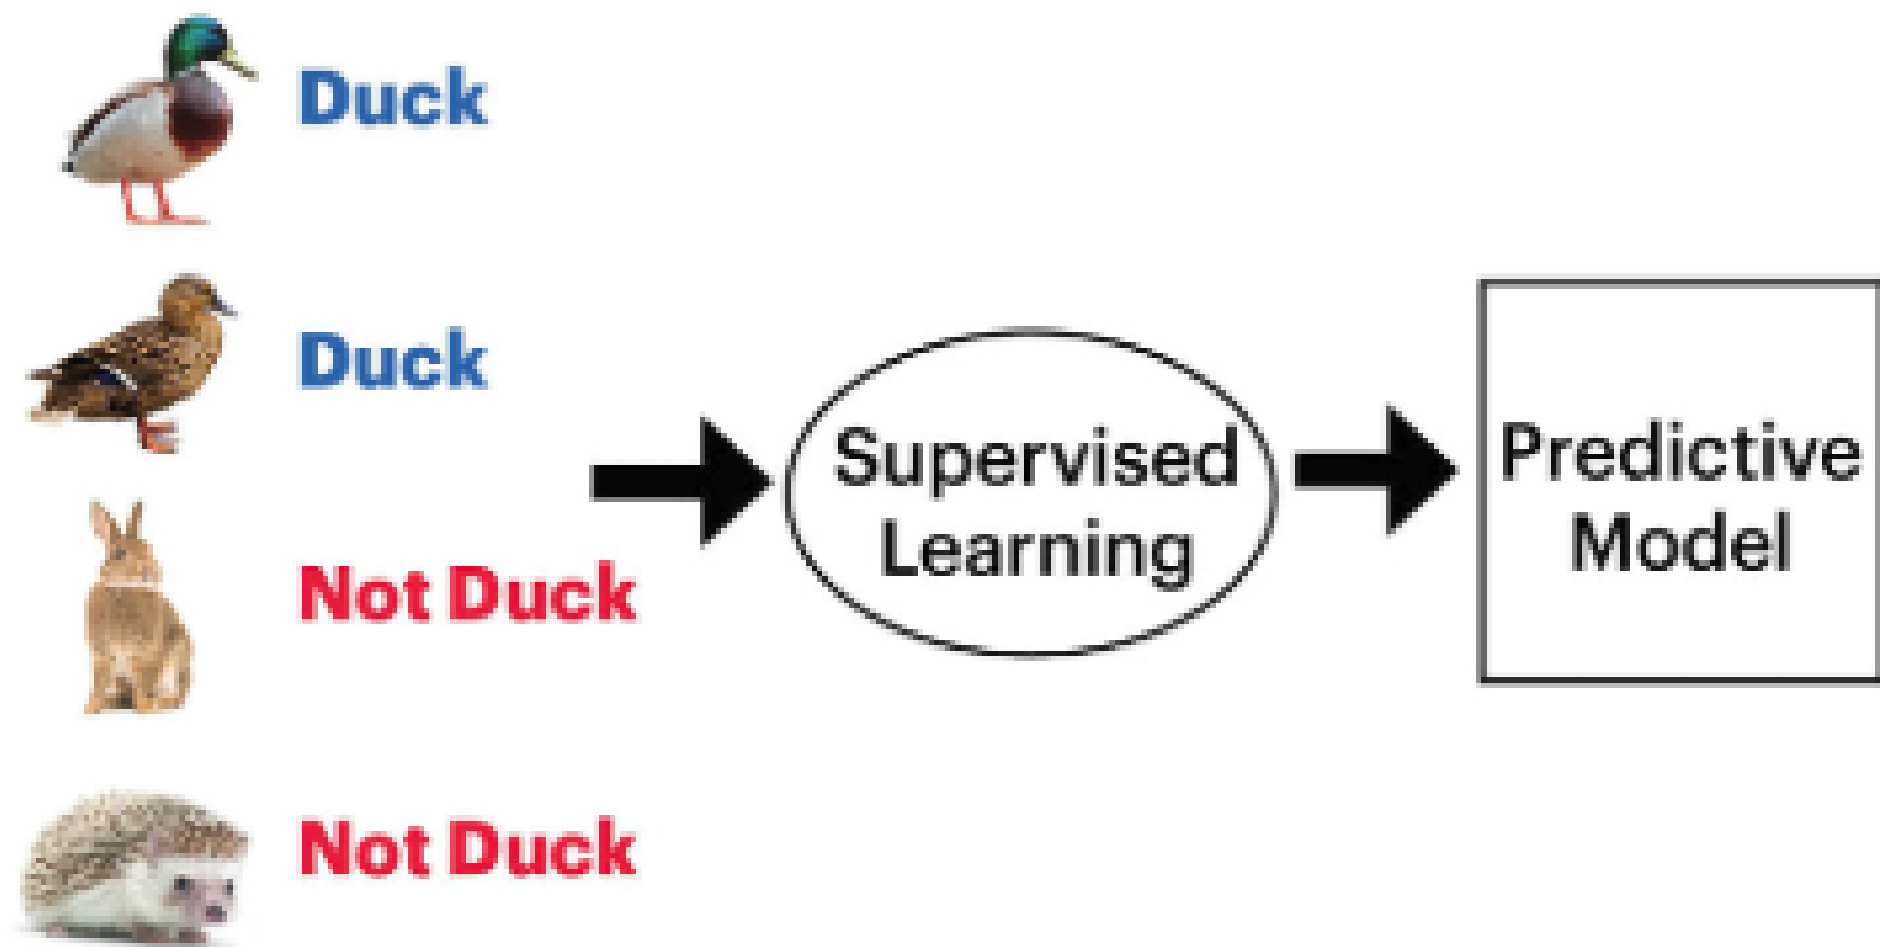 Duck
Duck
Not Duck
Not Duck
Supervised
Learning
Predictive
Model